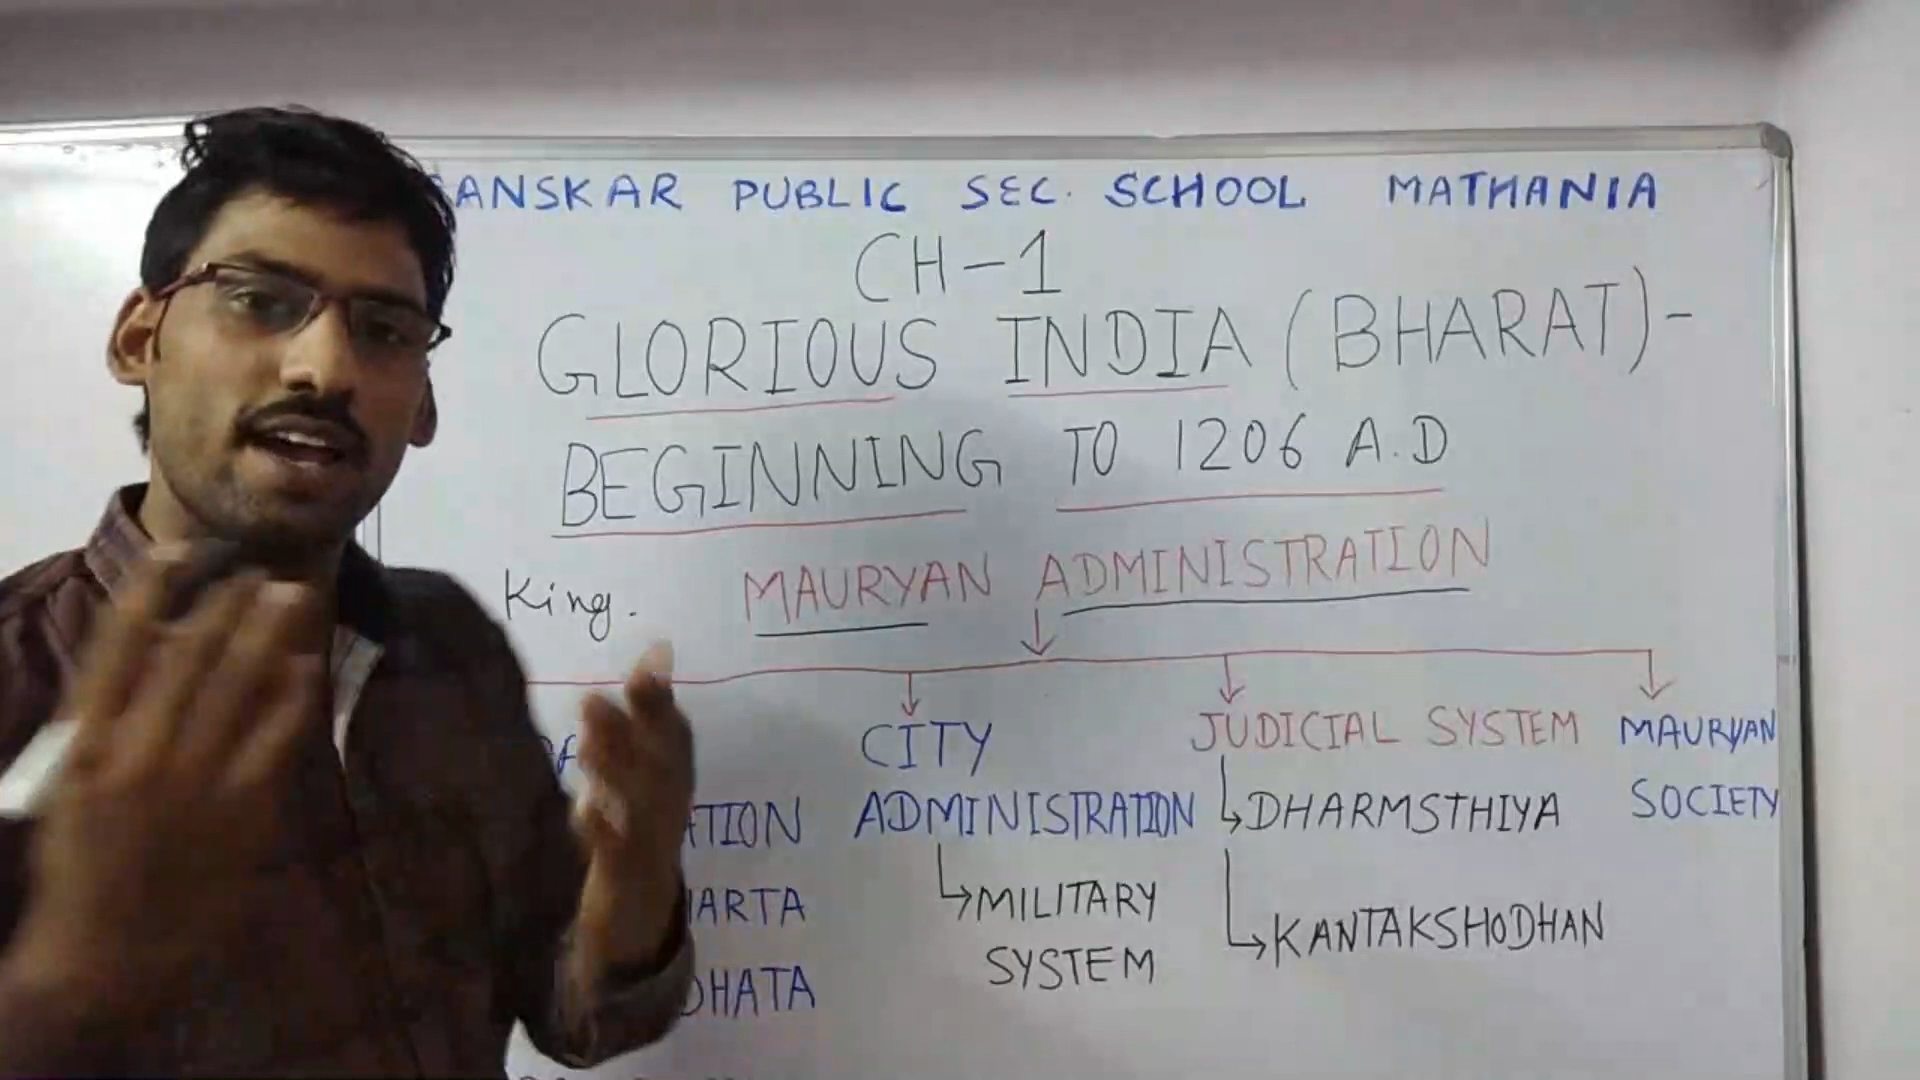 SANSKAR PUBLIC SEC. SCHOOL MATHANIA
CH-1
GLORIOUS INDIA (BHARAT)-
BEGINNING TO 1206 A.D
King. MAURYAN ADMINISTRATION
CITY JUDICIAL SYSTEM MAURYAN
ADMINISTRATION DHARMSTHIYA SOCIETY
MILITARY KANTAKSHODHAN
SYSTEM